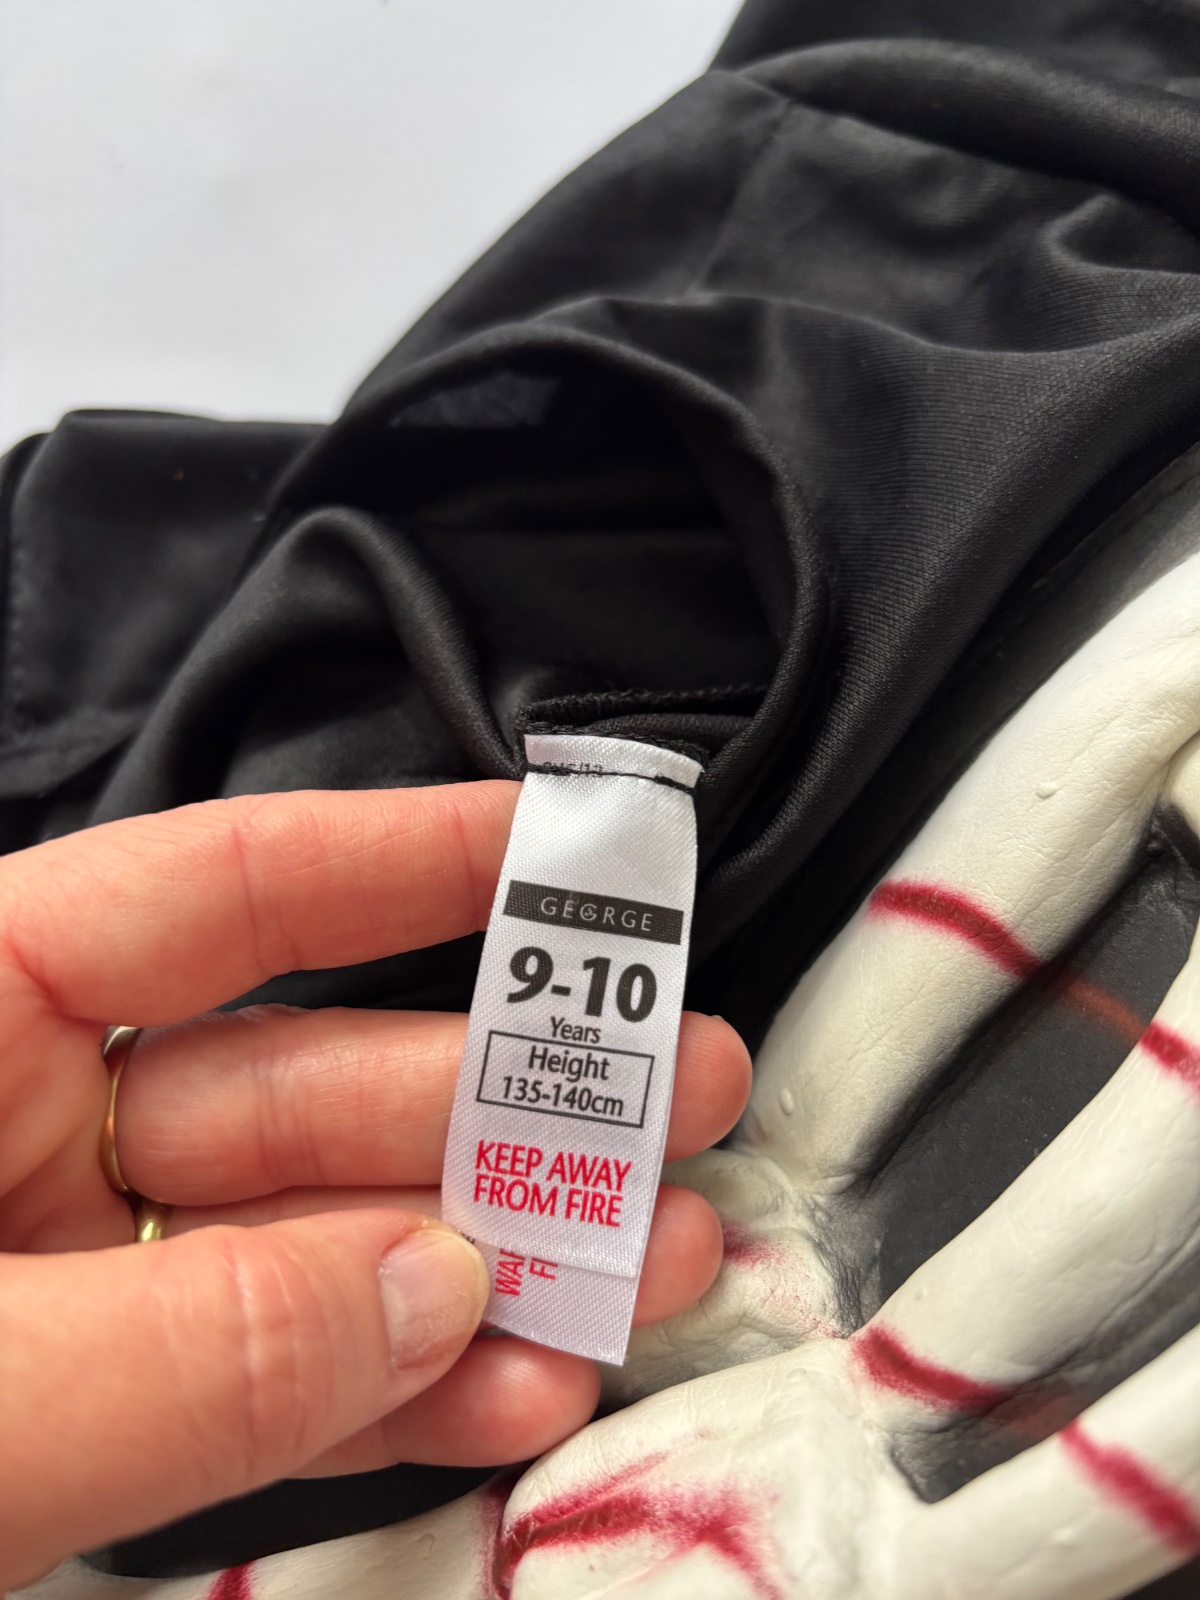 GEORGE
9-10
Years
Height
135-140cm
KEEP AWAY
FROM FIRE